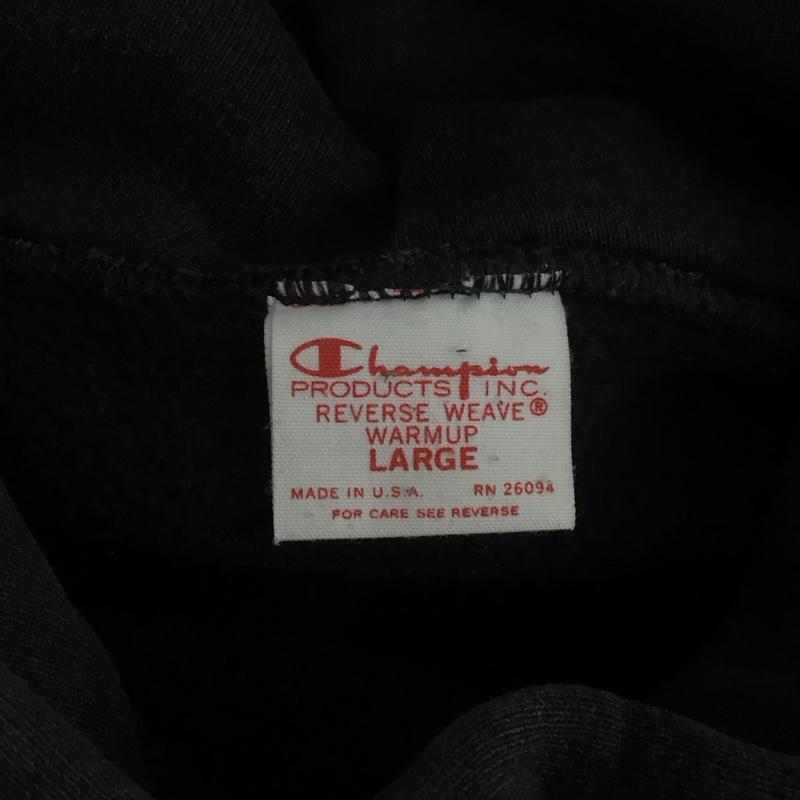 Champion
PRODUCTS INC.
REVERSE WEAVE®
WARMUP
LARGE
MADE IN U.S.A. RN 26094
FOR CARE SEE REVERSE